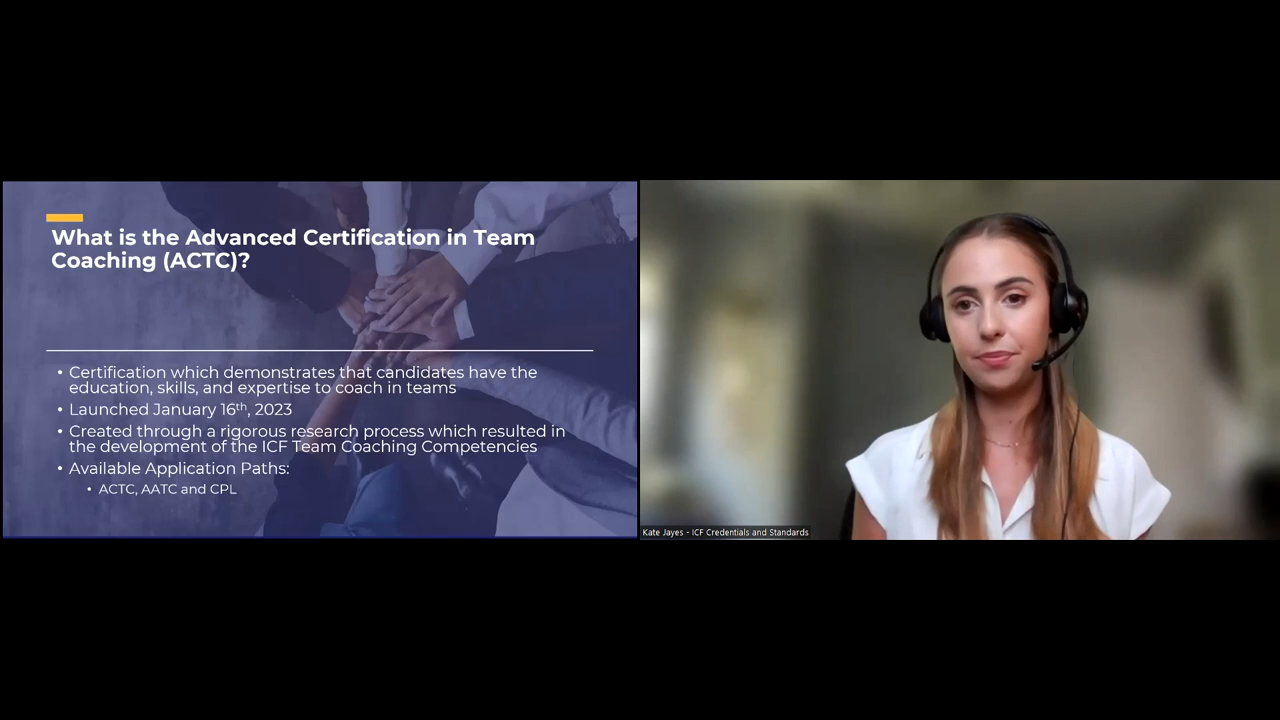 What is the Advanced Certification in Team
Coaching (ACTC)?
• Certification which demonstrates that candidates have the
education, skills, and expertise to coach in teams
• Launched January 16th, 2023
• Created through a rigorous research process which resulted in
the development of the ICF Team Coaching Competencies
• Available Application Paths:
• ACTC, AATC and CPL
Kate Jayes - ICF Credentials and Standards